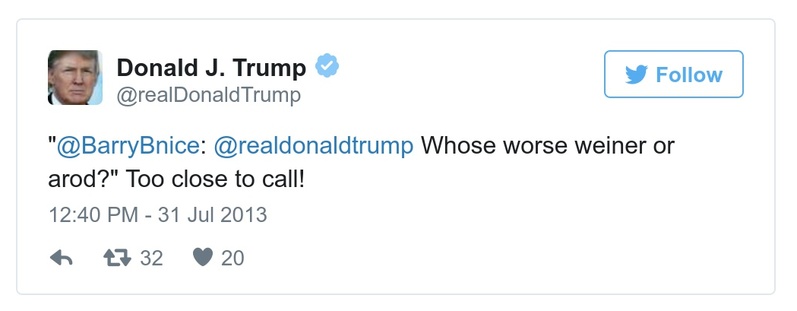 Donald J. Trump
@realDonaldTrump
Follow
"@BarryBnice: @realdonaldtrump Whose worse weiner or
arod?" Too close to call!
12:40 PM - 31 Jul 2013
32 20